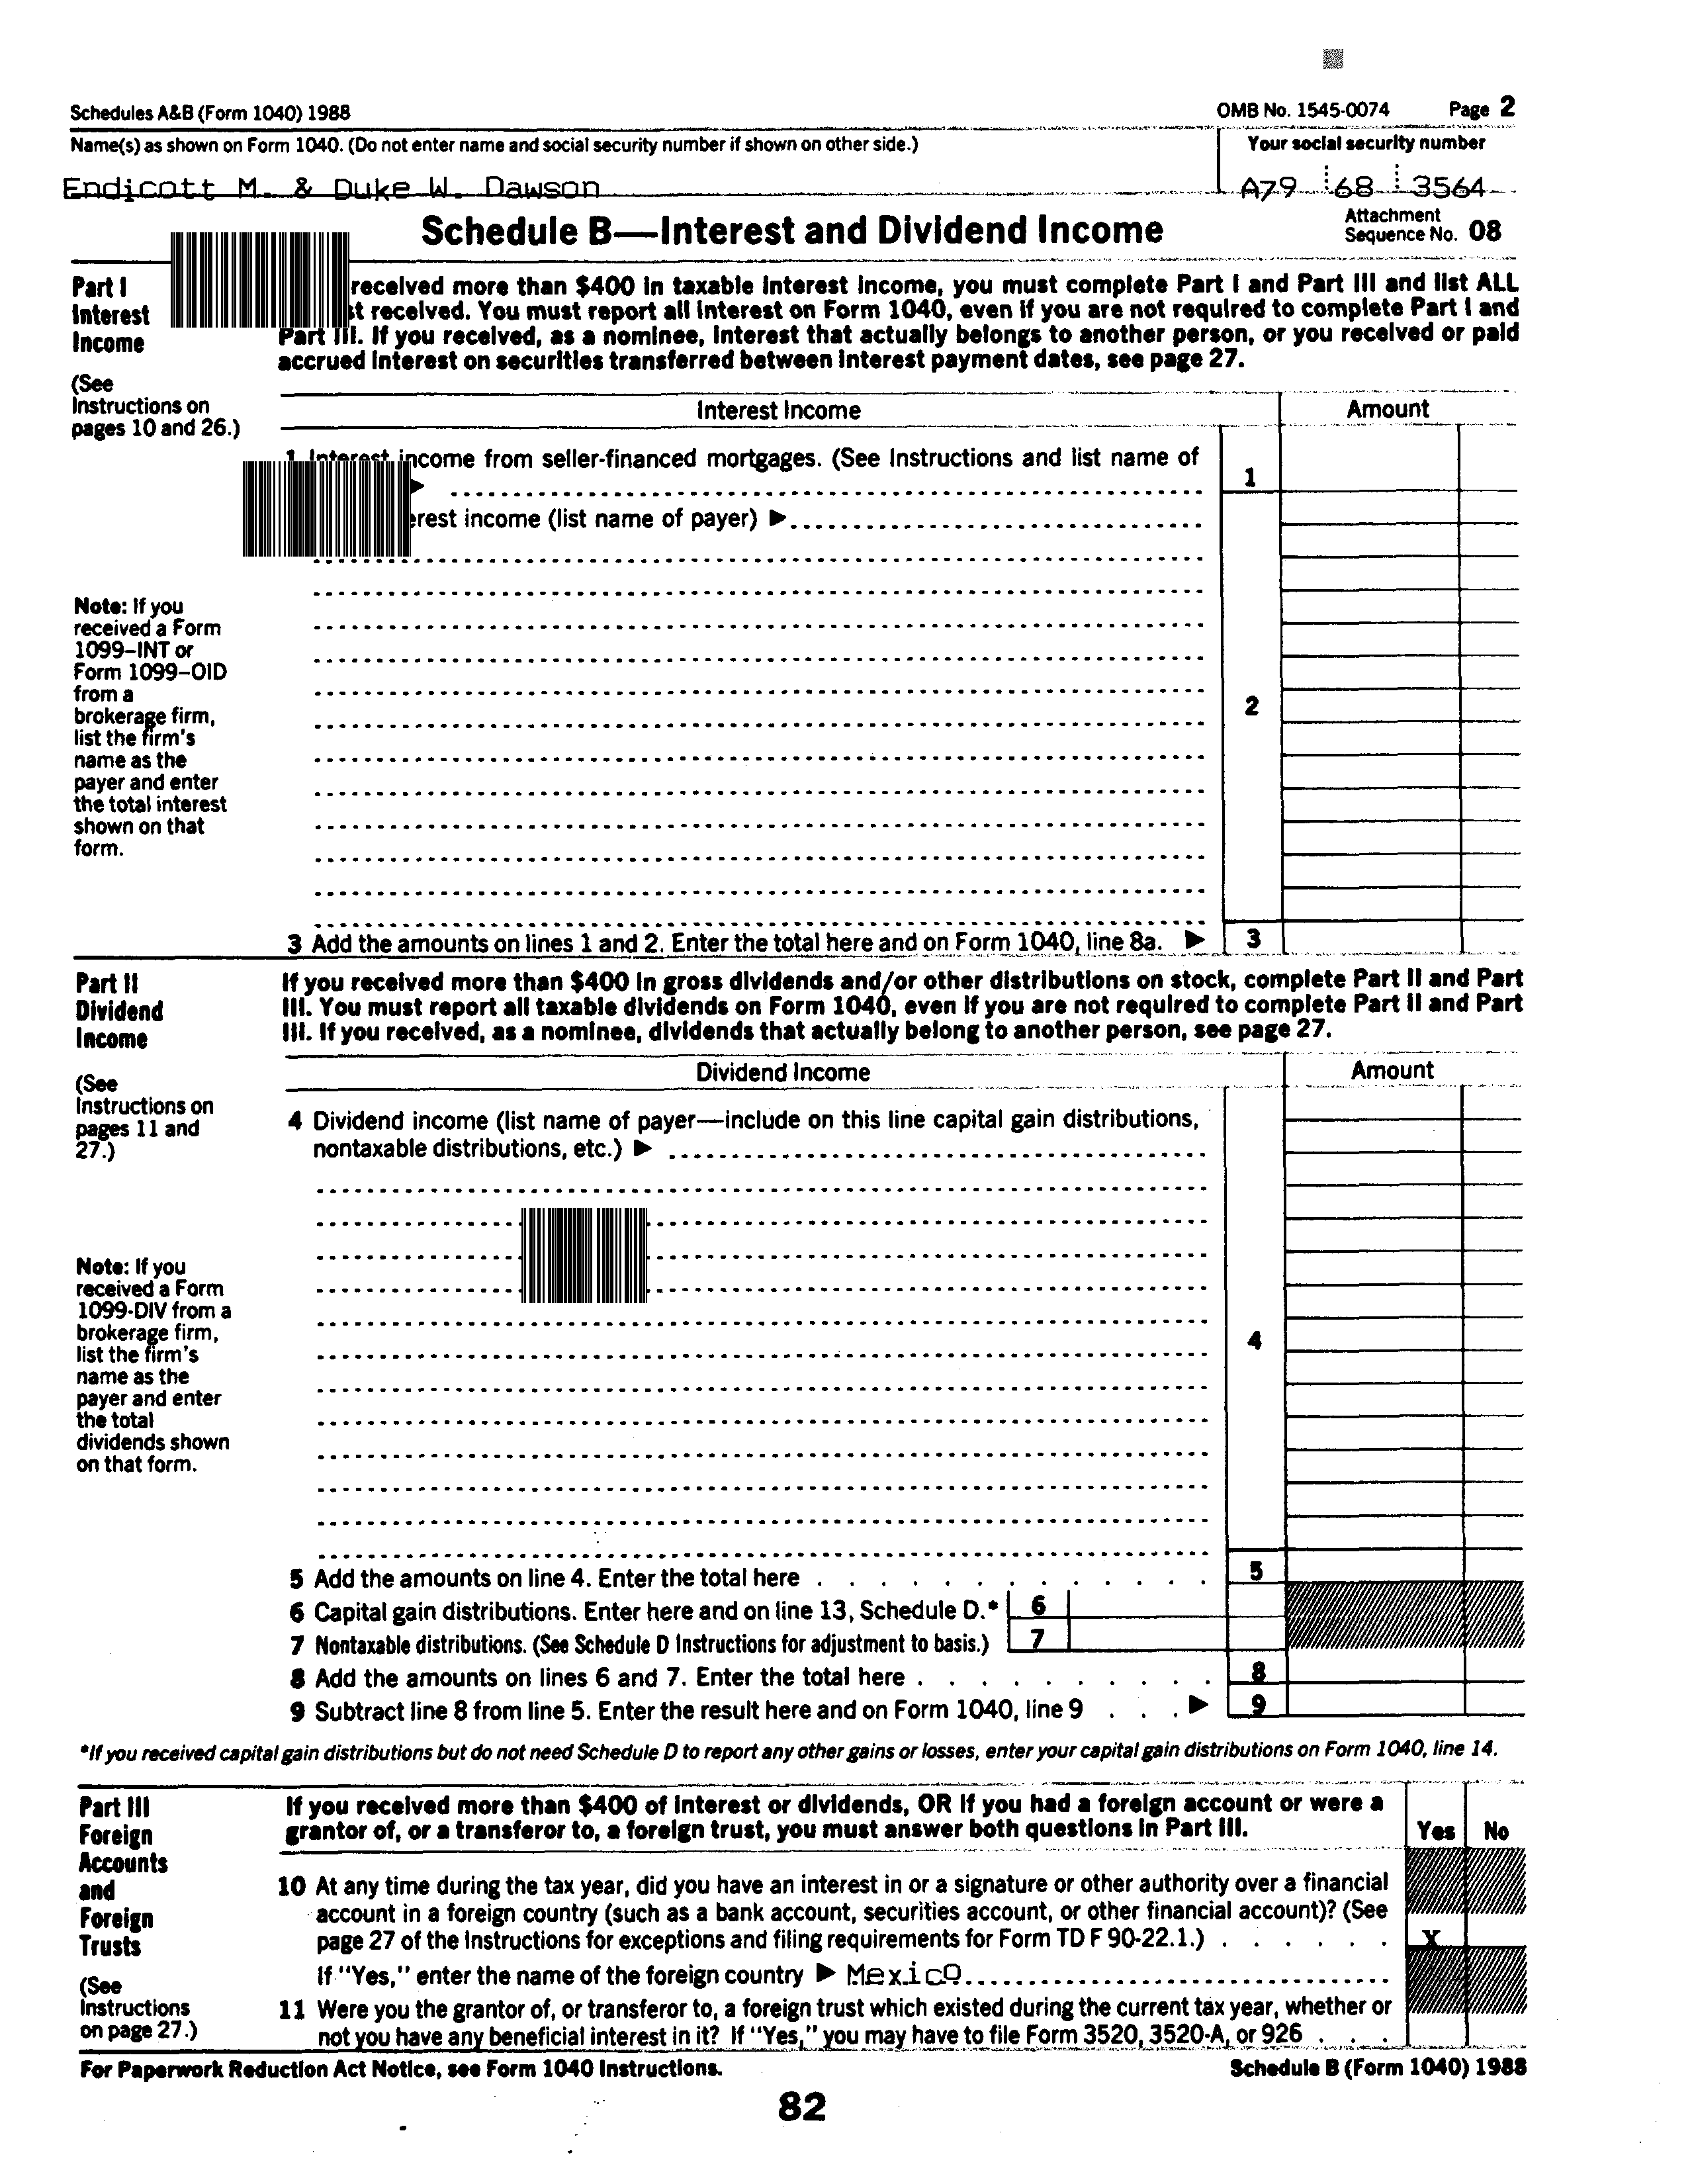 Schedules A&B (Form 1040) 1988 OMB No. 1545-0074 Page 2
Name(s) as shown on Form 1040. (Do not enter name and social security number if shown on other side.) Your social security number
Endicott M. & Duke W. Dawson A79 68 3564
Schedule B—Interest and Dividend Income Attachment
Sequence No. 08
Part I
Interest
Income
(See
Instructions on
pages 10 and 26.)
received more than $400 in taxable interest income, you must complete Part I and Part III and list ALL
st received. You must report all interest on Form 1040, even if you are not required to complete Part I and
Part III. If you received, as a nominee, interest that actually belongs to another person, or you received or paid
accrued interest on securities transferred between interest payment dates, see page 27.
Interest Income Amount
1 Interest income from seller-financed mortgages. (See Instructions and list name of
▶ 1
erest income (list name of payer) ▶
Note: If you
received a Form
1099–INT or
Form 1099–OID
from a
brokerage firm,
list the firm's
name as the
payer and enter
the total interest
shown on that
form.
2
3 Add the amounts on lines 1 and 2. Enter the total here and on Form 1040, line 8a. ▶ 3
Part II
Dividend
Income
(See
Instructions on
pages 11 and
27.)
If you received more than $400 in gross dividends and/or other distributions on stock, complete Part II and Part
III. You must report all taxable dividends on Form 1040, even if you are not required to complete Part II and Part
III. If you received, as a nominee, dividends that actually belong to another person, see page 27.
Dividend Income Amount
4 Dividend income (list name of payer—include on this line capital gain distributions,
nontaxable distributions, etc.) ▶
Note: If you
received a Form
1099-DIV from a
brokerage firm,
list the firm's
name as the
payer and enter
the total
dividends shown
on that form.
4
5 Add the amounts on line 4. Enter the total here 5
6 Capital gain distributions. Enter here and on line 13, Schedule D.* 6
7 Nontaxable distributions. (See Schedule D Instructions for adjustment to basis.) 7
8 Add the amounts on lines 6 and 7. Enter the total here 8
9 Subtract line 8 from line 5. Enter the result here and on Form 1040, line 9 ▶ 9
*If you received capital gain distributions but do not need Schedule D to report any other gains or losses, enter your capital gain distributions on Form 1040, line 14.
Part III
Foreign
Accounts
and
Foreign
Trusts
(See
Instructions
on page 27.)
If you received more than $400 of interest or dividends, OR if you had a foreign account or were a
grantor of, or a transferor to, a foreign trust, you must answer both questions in Part III. Yes No
10 At any time during the tax year, did you have an interest in or a signature or other authority over a financial
account in a foreign country (such as a bank account, securities account, or other financial account)? (See
page 27 of the Instructions for exceptions and filing requirements for Form TD F 90-22.1.) X
If "Yes," enter the name of the foreign country ▶ Mexico
11 Were you the grantor of, or transferor to, a foreign trust which existed during the current tax year, whether or
not you have any beneficial interest in it? If "Yes," you may have to file Form 3520, 3520-A, or 926
For Paperwork Reduction Act Notice, see Form 1040 Instructions. Schedule B (Form 1040) 1988
82